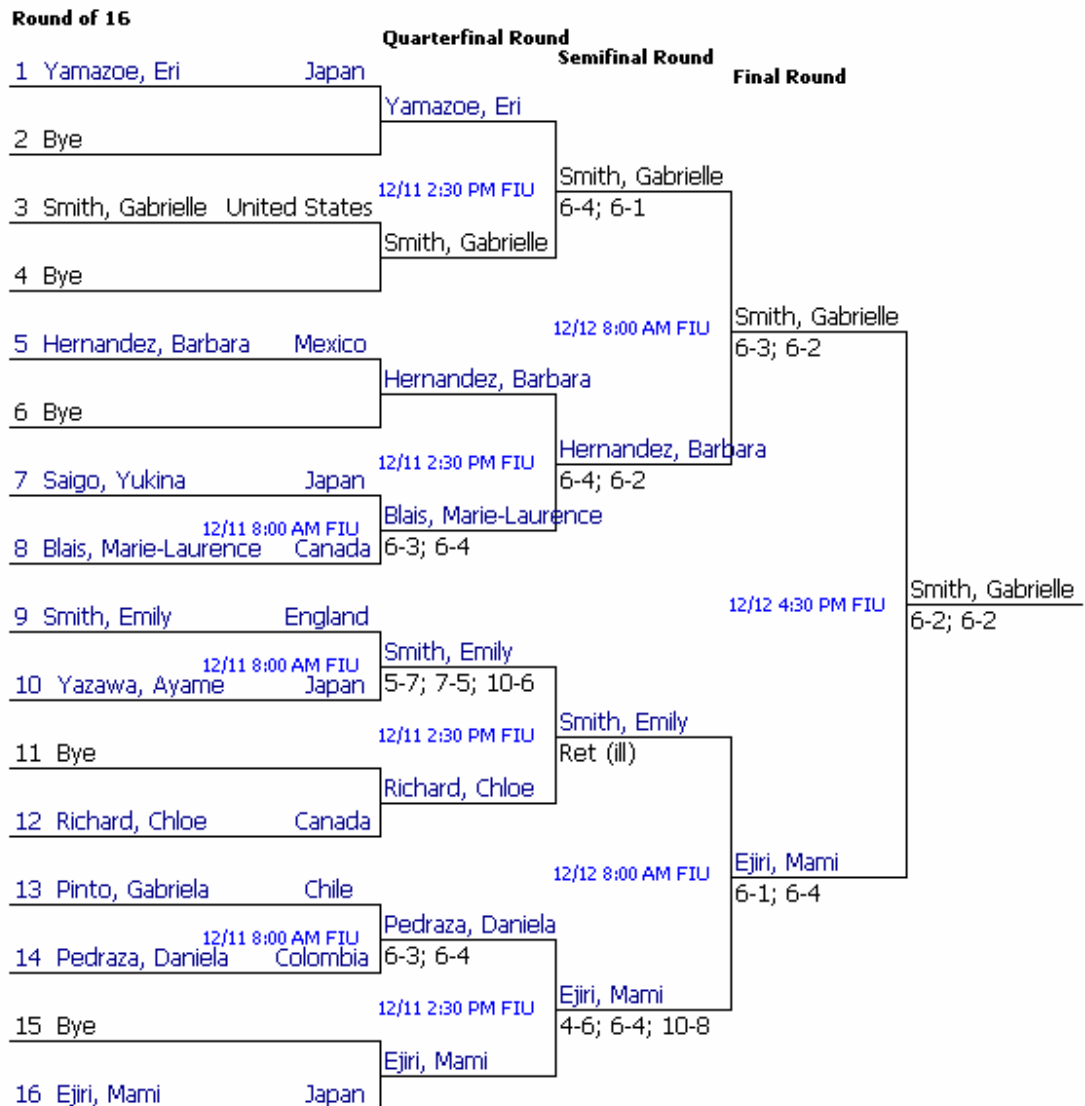 Round of 16
Quarterfinal Round
Semifinal Round
Final Round
1 Yamazoe, Eri Japan
Yamazoe, Eri
2 Bye
12/11 2:30 PM FIU
Smith, Gabrielle
6-4; 6-1
3 Smith, Gabrielle United States
Smith, Gabrielle
4 Bye
12/12 8:00 AM FIU
Smith, Gabrielle
6-3; 6-2
5 Hernandez, Barbara Mexico
Hernandez, Barbara
6 Bye
12/11 2:30 PM FIU
Hernandez, Barbara
6-4; 6-2
7 Saigo, Yukina Japan
12/11 8:00 AM FIU
Blais, Marie-Laurence
6-3; 6-4
8 Blais, Marie-Laurence Canada
12/12 4:30 PM FIU
Smith, Gabrielle
6-2; 6-2
9 Smith, Emily England
12/11 8:00 AM FIU
Smith, Emily
5-7; 7-5; 10-6
10 Yazawa, Ayame Japan
12/11 2:30 PM FIU
Smith, Emily
Ret (ill)
11 Bye
Richard, Chloe
12 Richard, Chloe Canada
12/12 8:00 AM FIU
Ejiri, Mami
6-1; 6-4
13 Pinto, Gabriela Chile
12/11 8:00 AM FIU
Pedraza, Daniela
6-3; 6-4
14 Pedraza, Daniela Colombia
12/11 2:30 PM FIU
Ejiri, Mami
4-6; 6-4; 10-8
15 Bye
Ejiri, Mami
16 Ejiri, Mami Japan